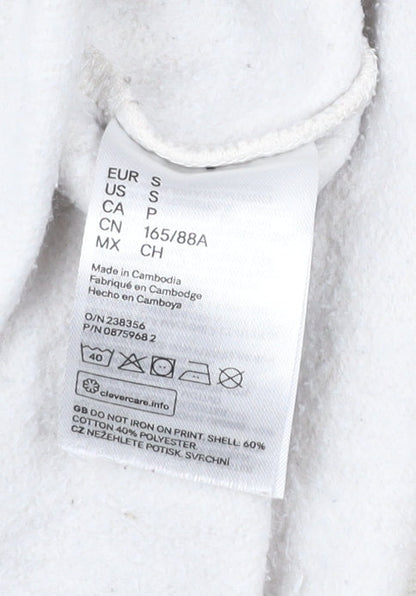 EUR S
US S
CA P
CN 165/88A
MX CH
Made in Cambodia
Fabriqué en Cambodge
Hecho en Camboya
O/N 238356
P/N 0875968 2
40
clevercare.info
GB DO NOT IRON ON PRINT. SHELL: 60%
COTTON 40% POLYESTER.
CZ NEŽEHLETE POTISK. SVRCHNÍ